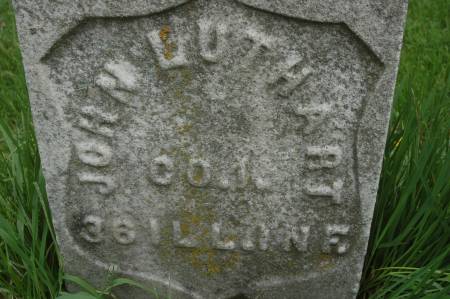 JOHN LUTHART
CO.
36 ILL. INF.